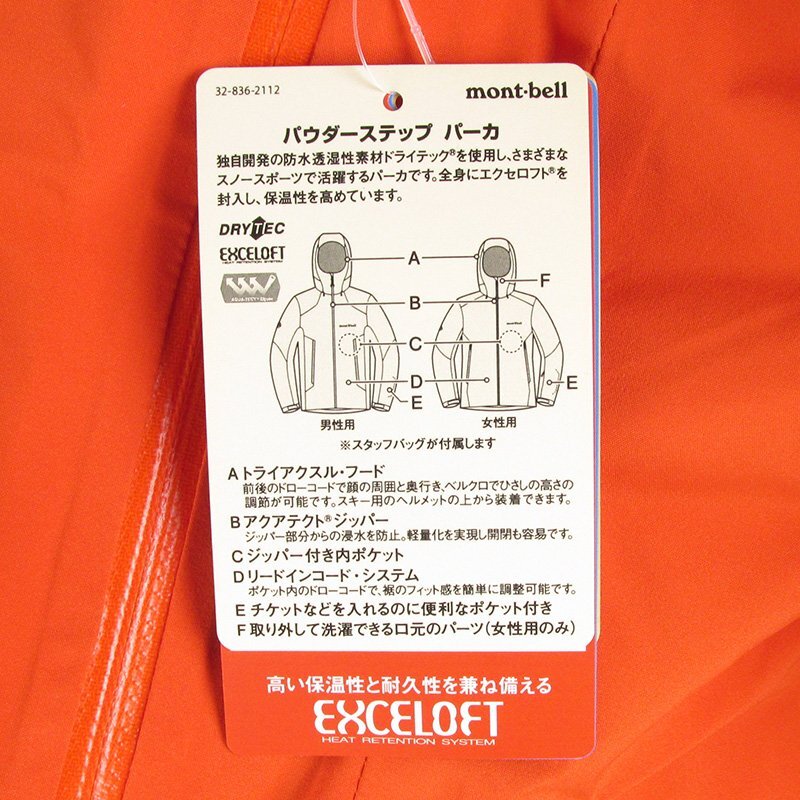 32-836-2112
mont-bell
パウダーステップ パーカ
独自開発の防水透湿性素材ドライテック®を使用し、さまざまな
スノースポーツで活躍するパーカです。全身にエクセロフト®を
封入し、保温性を高めています。
DRYTEC
EXCELOFT
HEAT RETENTION SYSTEM
A
F
B
mont-bell
mont-bell
C
D
E
E
男性用
女性用
※スタッフバッグが付属します
A トライアクスル・フード
前後のドローコードで顔の周囲と奥行き、ベルクロでひさしの高さの
調節が可能です。スキー用のヘルメットの上から装着できます。
B アクアテクト®ジッパー
ジッパー部分からの浸水を防止。軽量化を実現し開閉も容易です。
C ジッパー付き内ポケット
D リードインコード・システム
ポケット内のドローコードで、裾のフィット感を簡単に調整可能です。
E チケットなどを入れるのに便利なポケット付き
F 取り外して洗濯できる口元のパーツ(女性用のみ)
高い保温性と耐久性を兼ね備える
EXCELOFT
HEAT RETENTION SYSTEM